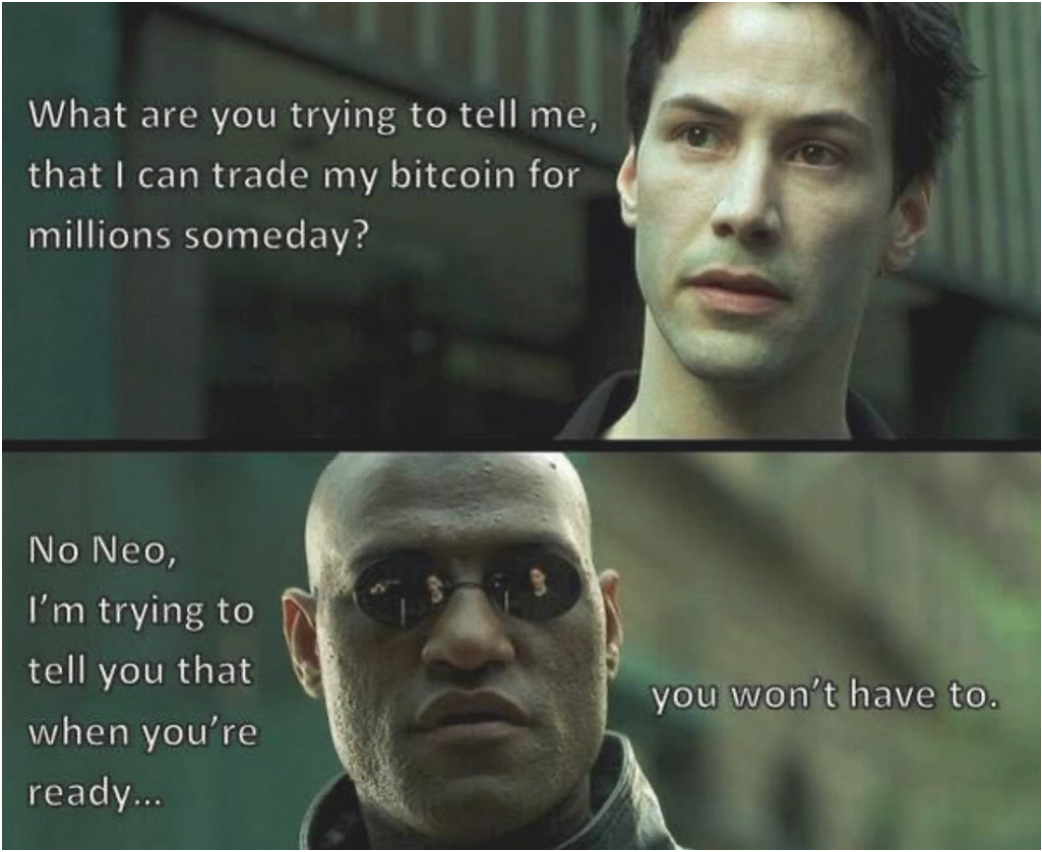 What are you trying to tell me,
that I can trade my bitcoin for
millions someday?
No Neo,
I'm trying to
tell you that
when you're
ready...
you won't have to.